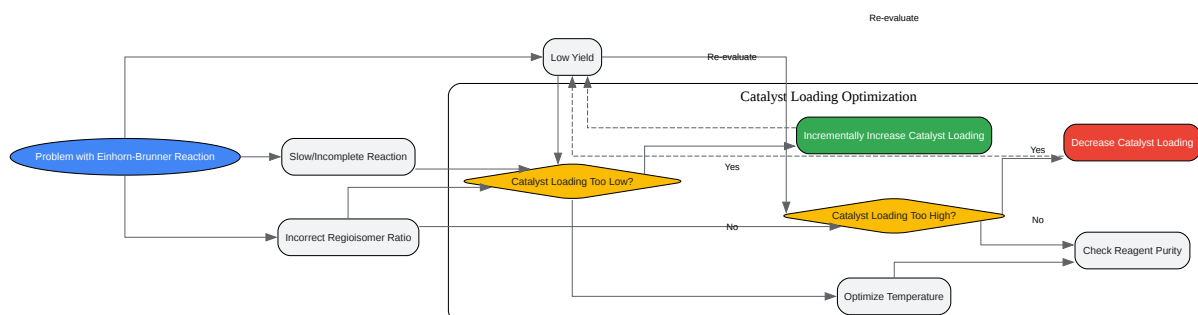 Re-evaluate
Low Yield
Re-evaluate
Catalyst Loading Optimization
Incrementally Increase Catalyst Loading
Decrease Catalyst Loading
Yes
Problem with Einhorn-Brunner Reaction
Slow/Incomplete Reaction
Yes
Catalyst Loading Too Low?
Catalyst Loading Too High?
No
No
Incorrect Regioisomer Ratio
Check Reagent Purity
Optimize Temperature